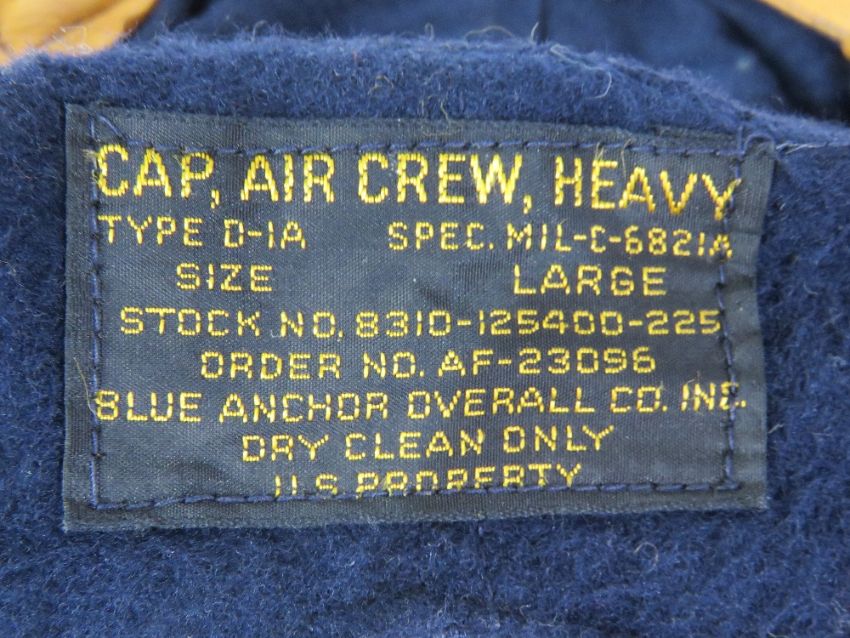 CAP, AIR CREW, HEAVY
TYPE D-1A SPEC. MIL-C-6821A
SIZE LARGE
STOCK NO. 8310-125400-225
ORDER NO. AF-23096
BLUE ANCHOR OVERALL CO. INC.
DRY CLEAN ONLY
U.S PROPERTY